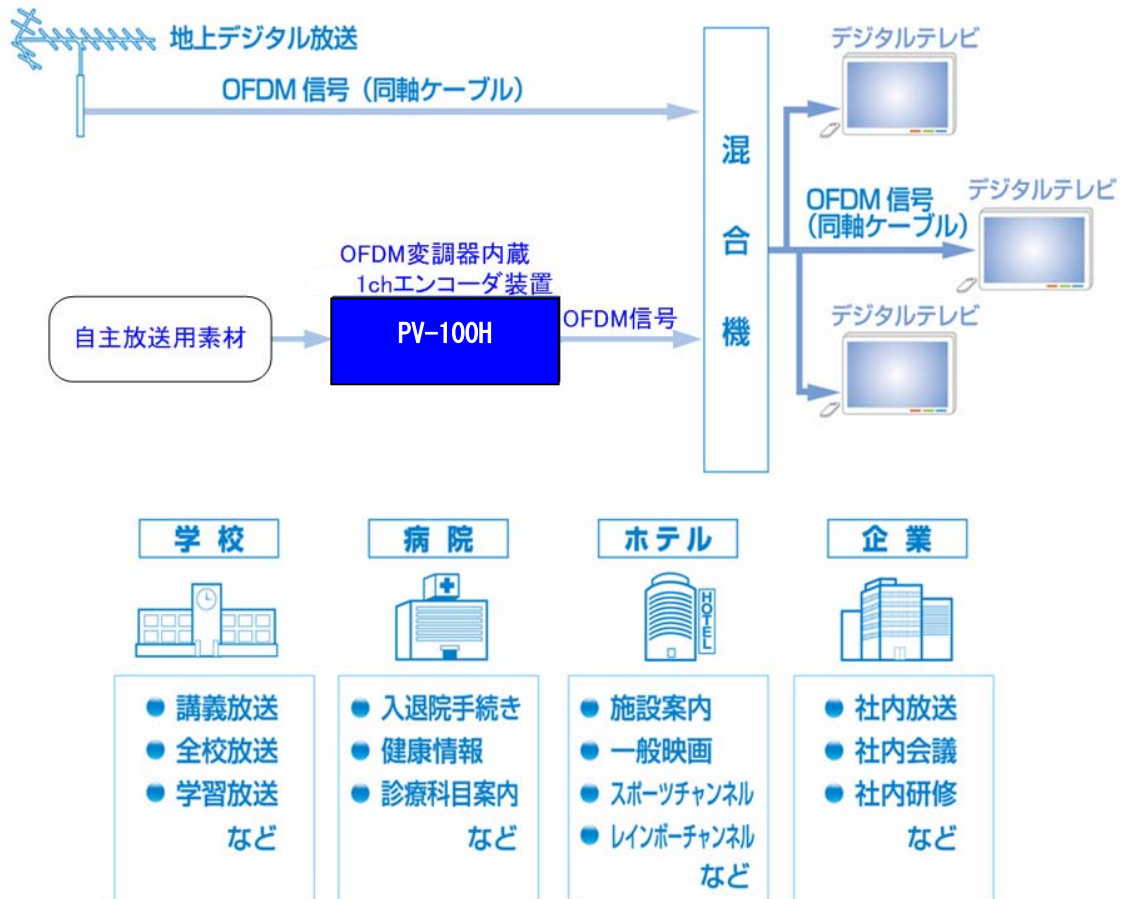 地上デジタル放送
OFDM 信号（同軸ケーブル）
混合機
デジタルテレビ
OFDM 信号
（同軸ケーブル）
デジタルテレビ
デジタルテレビ
OFDM変調器内蔵
1chエンコーダ装置
自主放送用素材
PV-100H
OFDM信号
学校
病院
ホテル
企業
HOTEL
● 講義放送
● 全校放送
● 学習放送
など
● 入退院手続き
● 健康情報
● 診療科目案内
など
● 施設案内
● 一般映画
● スポーツチャンネル
● レインボーチャンネル
など
● 社内放送
● 社内会議
● 社内研修
など